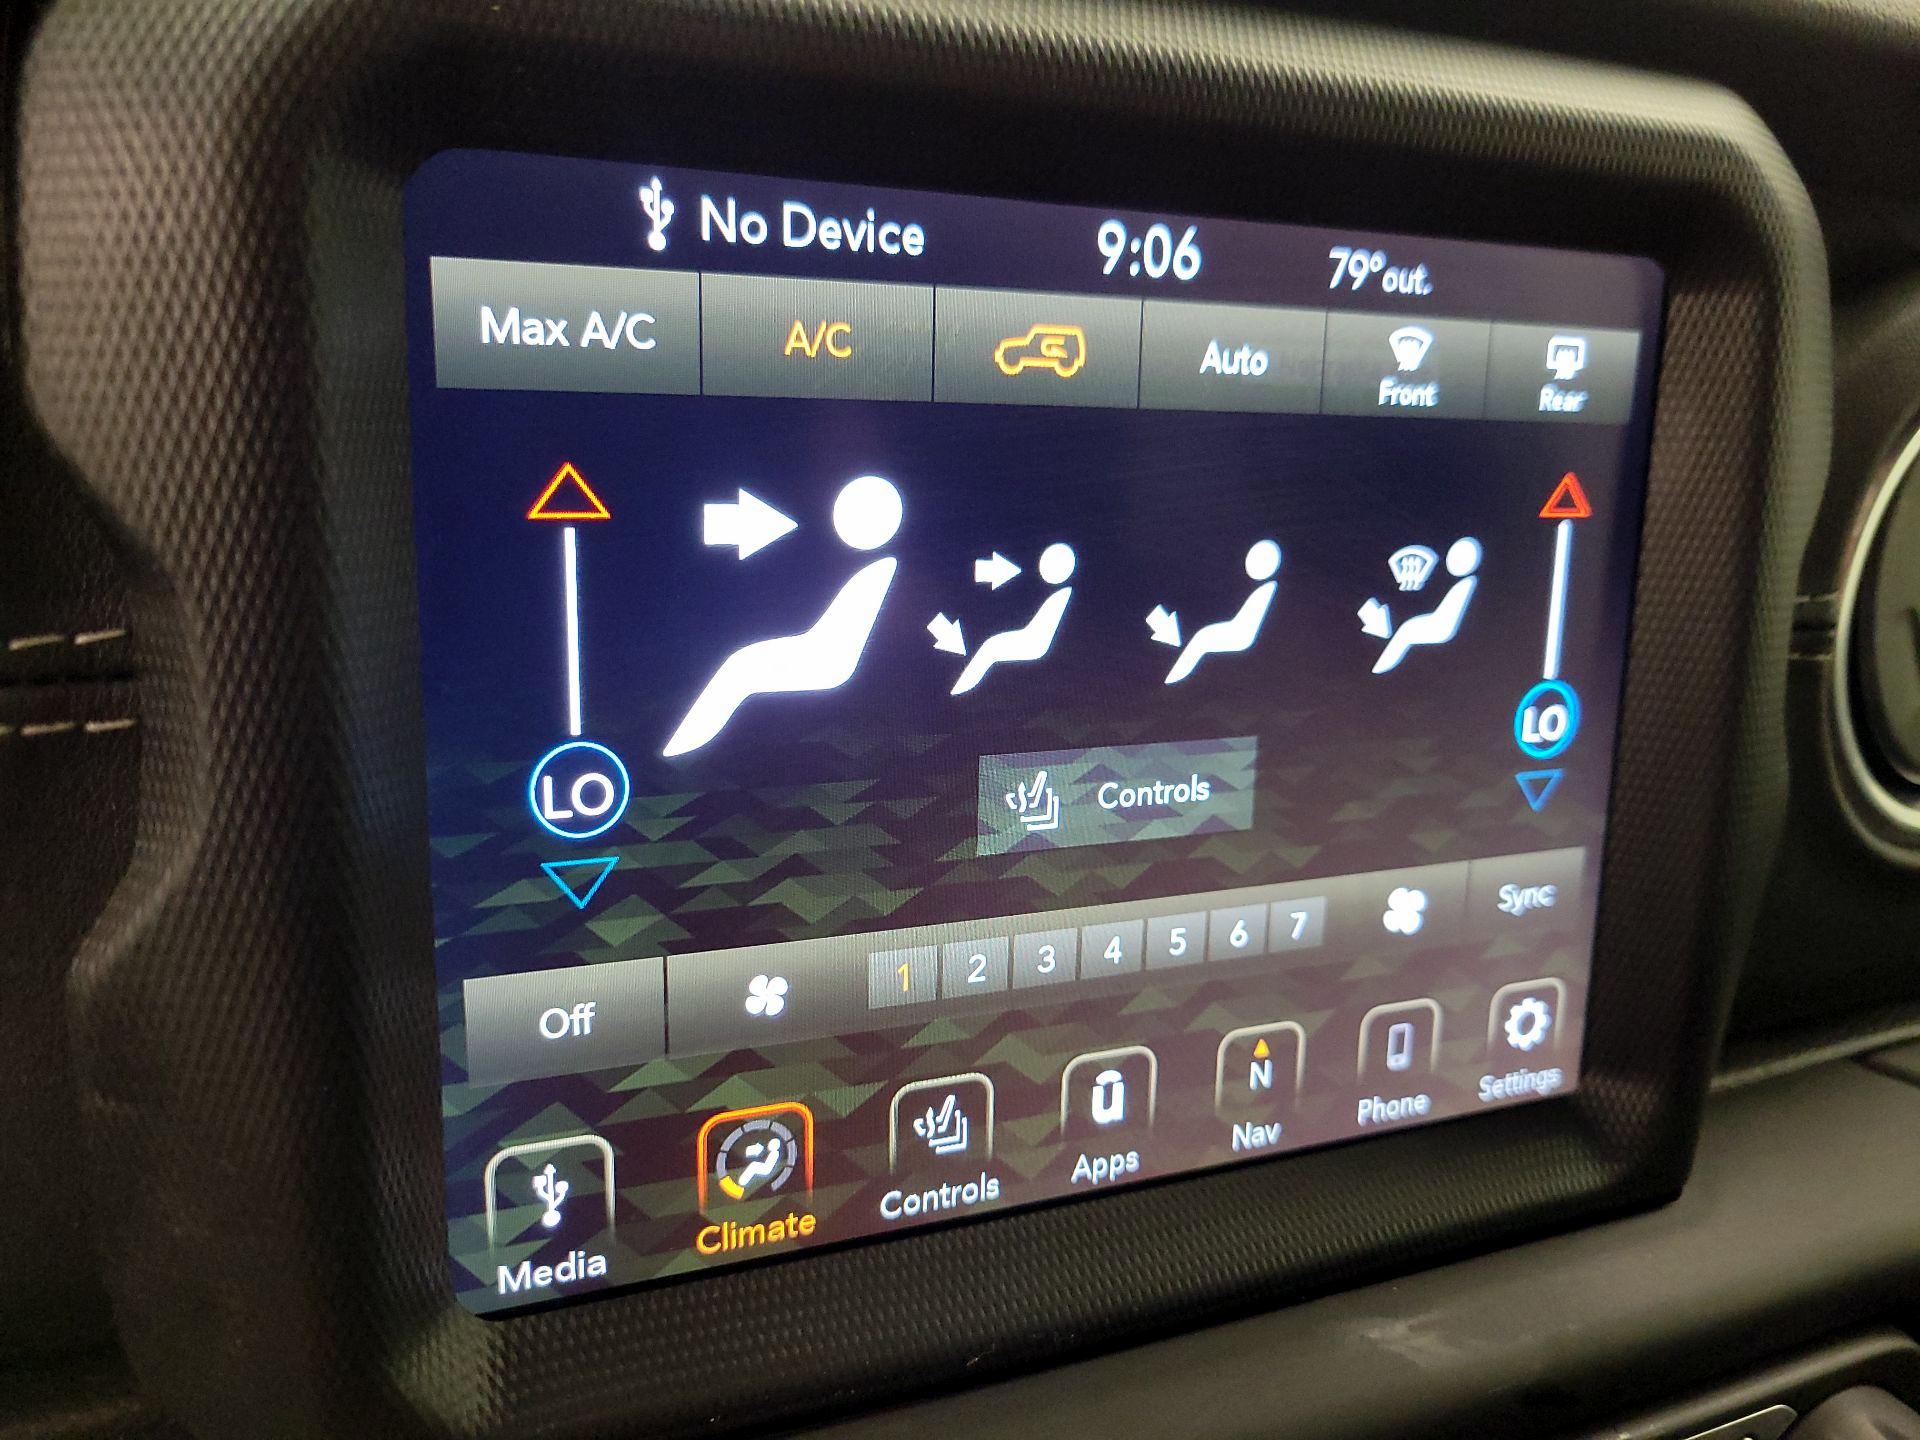 No Device 9:06 79° out.
Max A/C A/C Auto Front Rear
LO LO
Controls
Off 1 2 3 4 5 6 7 Sync
Media Climate Controls Apps N Nav Phone Settings